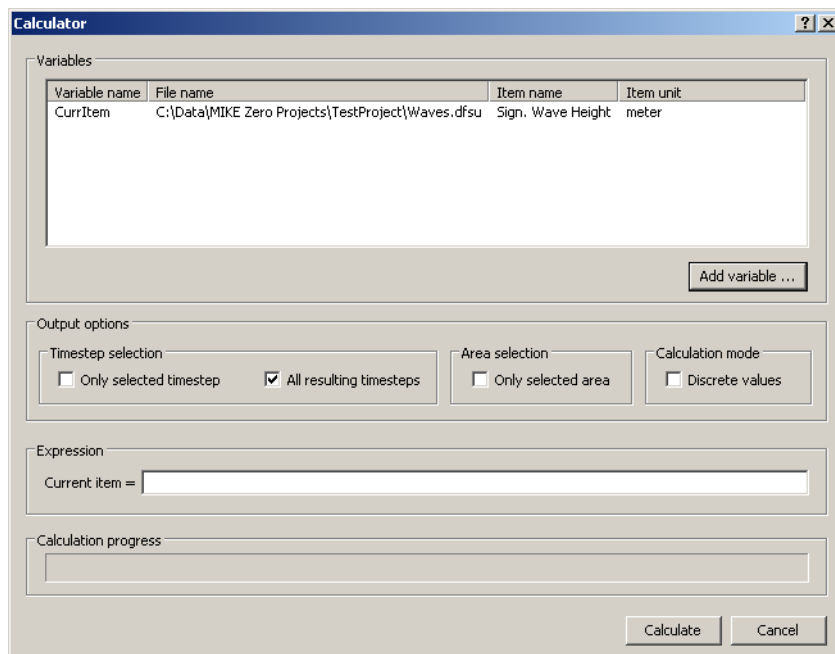 Calculator
Variables
Variable name File name Item name Item unit
CurrItem C:\Data\MIKE Zero Projects\TestProject\Waves.dfsu Sign. Wave Height meter
Add variable ...
Output options
Timestep selection Area selection Calculation mode
Only selected timestep All resulting timesteps Only selected area Discrete values
Expression
Current item =
Calculation progress
Calculate Cancel